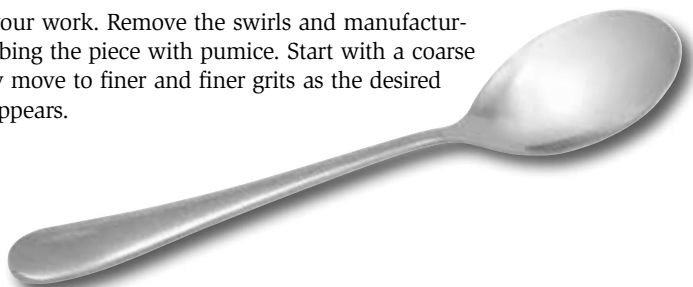 your work. Remove the swirls and manufactur-
bing the piece with pumice. Start with a coarse
y move to finer and finer grits as the desired
ppears.